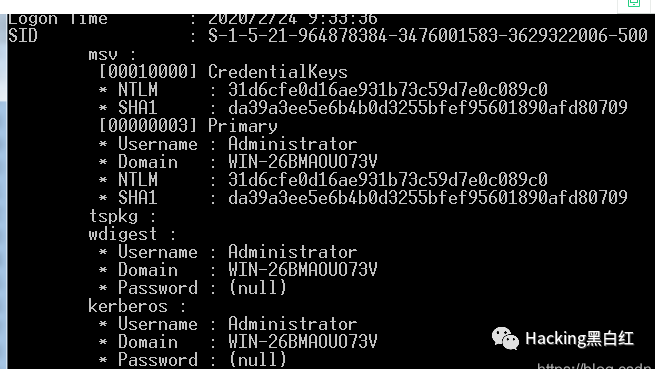 Logon Time : 2020/2/24 9:33:36
SID : S-1-5-21-964878384-3476001583-3629322006-500
msv :
[00010000] CredentialKeys
* NTLM : 31d6cfe0d16ae931b73c59d7e0c089c0
* SHA1 : da39a3ee5e6b4b0d3255bfef95601890afd80709
[00000003] Primary
* Username : Administrator
* Domain : WIN-26BMAOUO73V
* NTLM : 31d6cfe0d16ae931b73c59d7e0c089c0
* SHA1 : da39a3ee5e6b4b0d3255bfef95601890afd80709
tspkg :
wdigest :
* Username : Administrator
* Domain : WIN-26BMAOUO73V
* Password : (null)
kerberos :
* Username : Administrator
* Domain : WIN-26BMAOUO73V
* Password : (null)
Hacking黑白红
https://blog.csdn